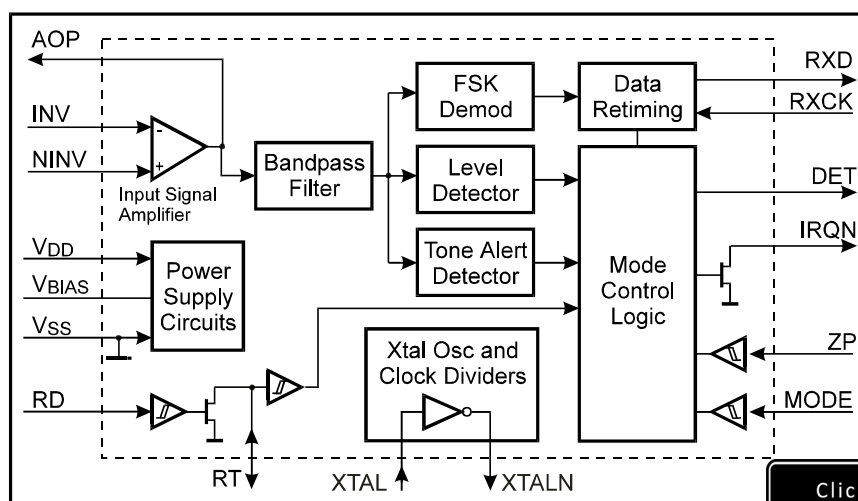 AOP
INV
NINV
-
+
Input Signal
Amplifier
Bandpass
Filter
FSK
Demod
Data
Retiming
RXD
RXCK
Level
Detector
Tone Alert
Detector
Mode
Control
Logic
DET
IRQN
ZP
MODE
VDD
VBIAS
VSS
Power
Supply
Circuits
RD
RT
Xtal Osc and
Clock Dividers
XTAL
XTALN
Clic